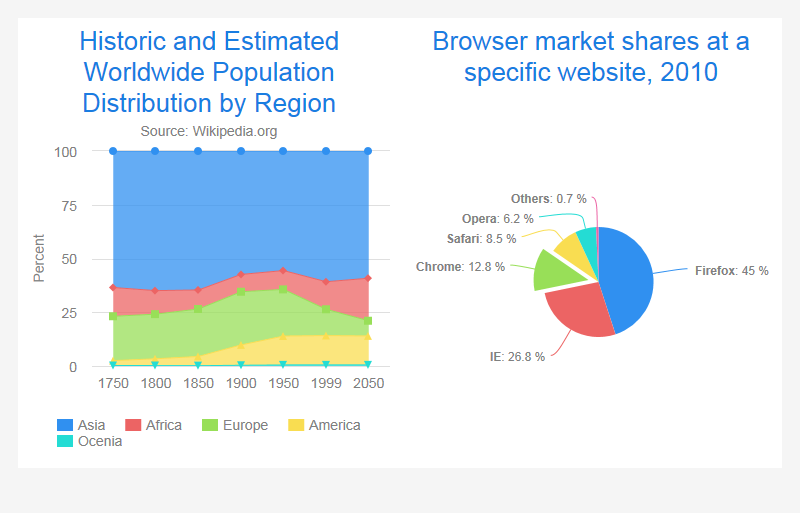 Historic and Estimated
Worldwide Population
Distribution by Region
Source: Wikipedia.org
Percent
100
75
50
25
0
1750 1800 1850 1900 1950 1999 2050
Asia Africa Europe America
Ocenia
Browser market shares at a
specific website, 2010
Others: 0.7 %
Opera: 6.2 %
Safari: 8.5 %
Chrome: 12.8 %
Firefox: 45 %
IE: 26.8 %